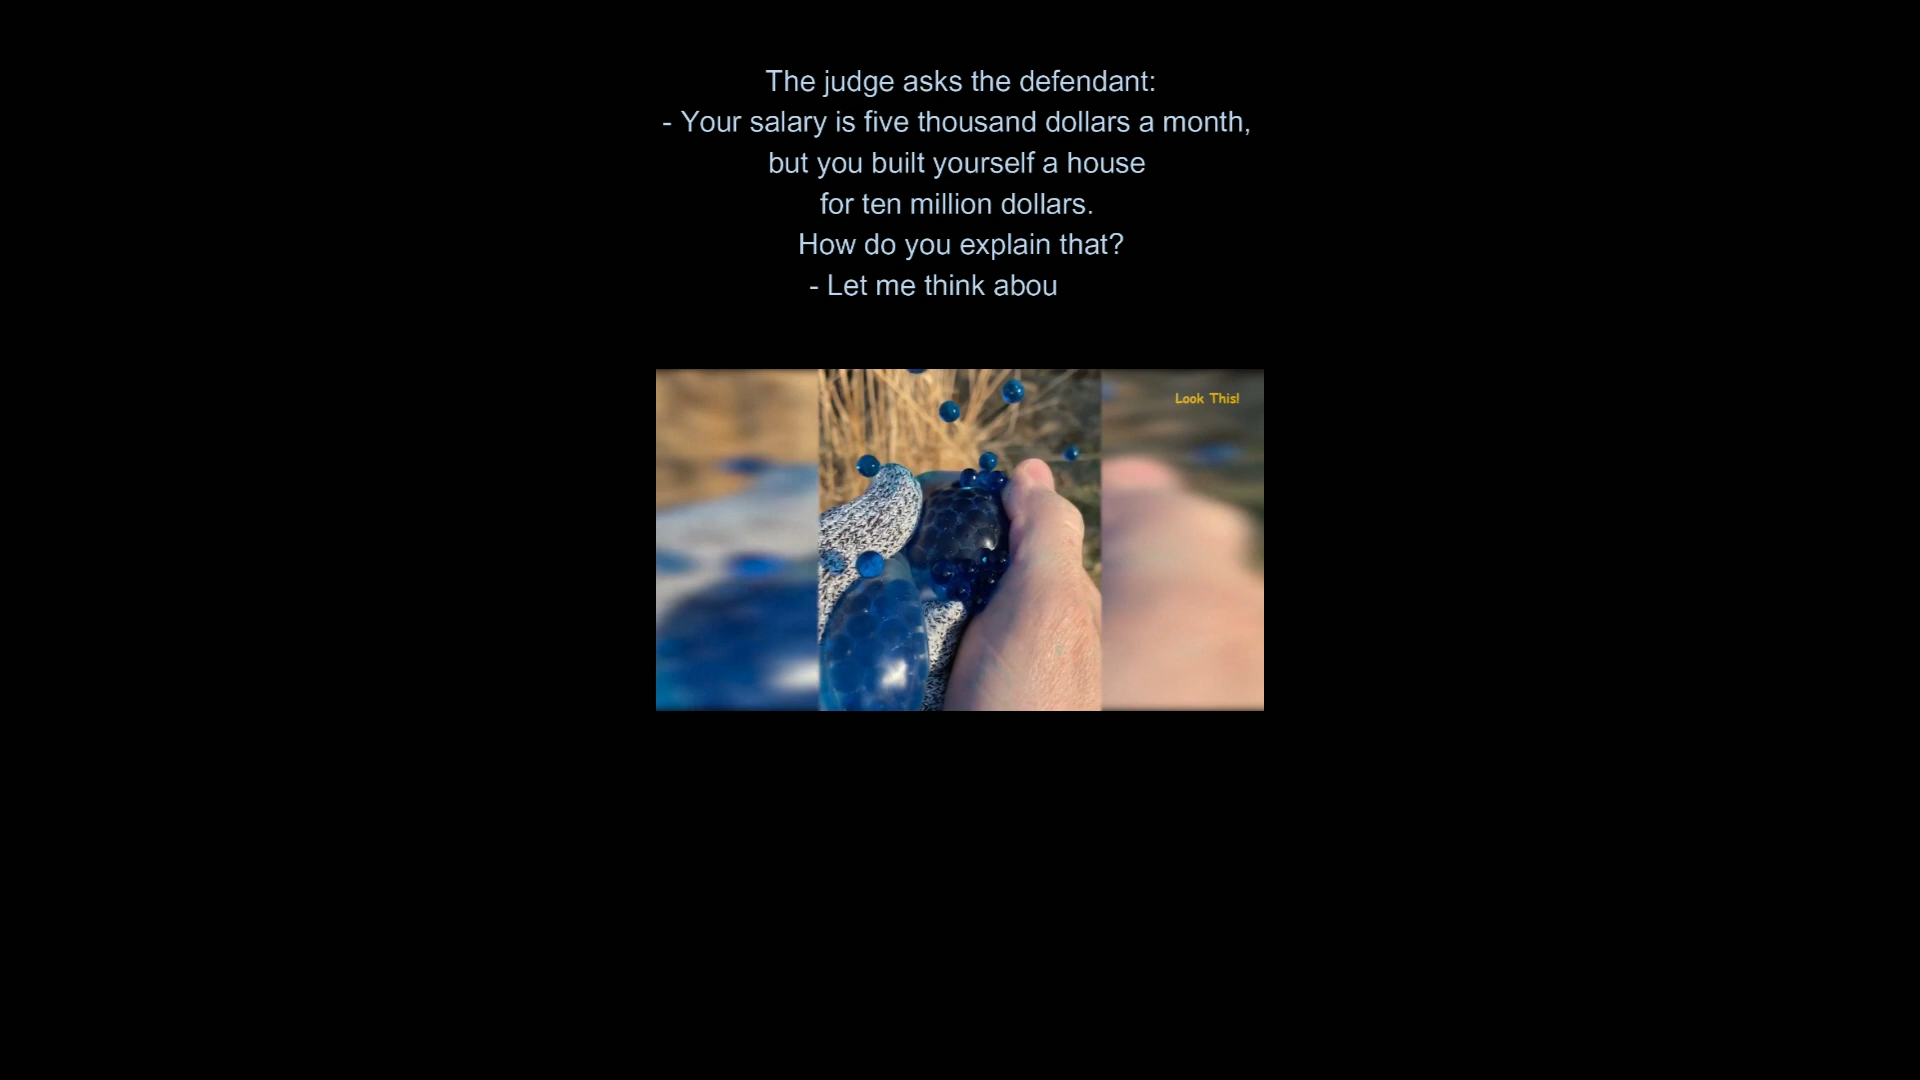 The judge asks the defendant:
- Your salary is five thousand dollars a month,
but you built yourself a house
for ten million dollars.
How do you explain that?
- Let me think abou
Look This!